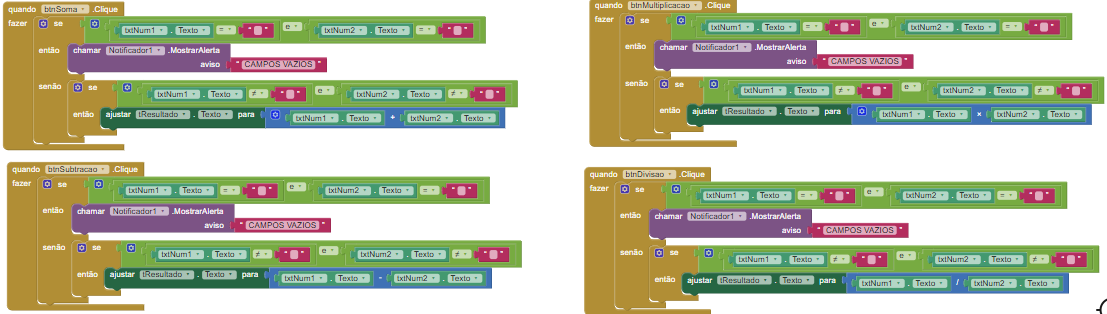 quando btnSoma .Clique
fazer se txtNum1 . Texto = " " e txtNum2 . Texto = " "
então chamar Notificador1 .MostrarAlerta
aviso " CAMPOS VAZIOS "
senão se txtNum1 . Texto ≠ " " e txtNum2 . Texto ≠ " "
então ajustar tResultado . Texto para txtNum1 . Texto + txtNum2 . Texto
quando btnSubtracao .Clique
fazer se txtNum1 . Texto = " " e txtNum2 . Texto = " "
então chamar Notificador1 .MostrarAlerta
aviso " CAMPOS VAZIOS "
senão se txtNum1 . Texto ≠ " " e txtNum2 . Texto ≠ " "
então ajustar tResultado . Texto para txtNum1 . Texto - txtNum2 . Texto
quando btnMultiplicacao .Clique
fazer se txtNum1 . Texto = " " e txtNum2 . Texto = " "
então chamar Notificador1 .MostrarAlerta
aviso " CAMPOS VAZIOS "
senão se txtNum1 . Texto ≠ " " e txtNum2 . Texto ≠ " "
então ajustar tResultado . Texto para txtNum1 . Texto × txtNum2 . Texto
quando btnDivisao .Clique
fazer se txtNum1 . Texto = " " e txtNum2 . Texto = " "
então chamar Notificador1 .MostrarAlerta
aviso " CAMPOS VAZIOS "
senão se txtNum1 . Texto ≠ " " e txtNum2 . Texto ≠ " "
então ajustar tResultado . Texto para txtNum1 . Texto / txtNum2 . Texto